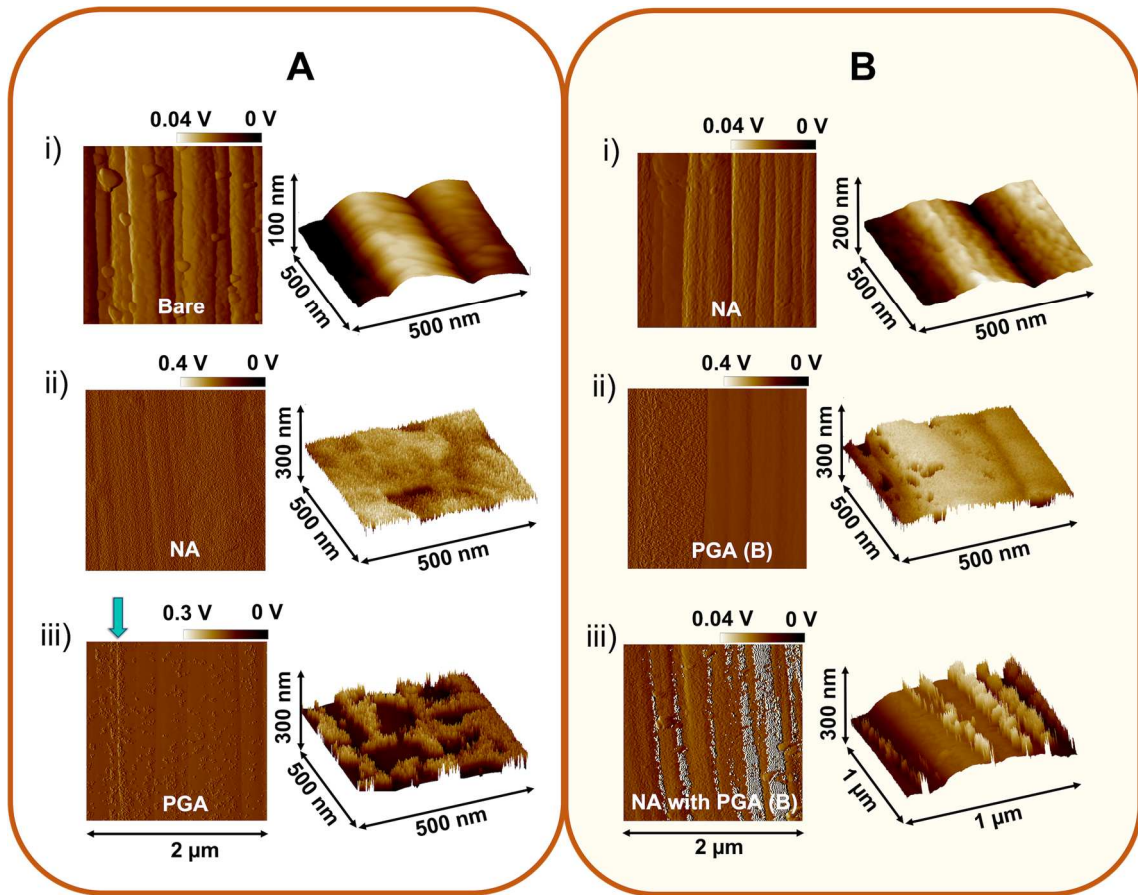 A
i)
0.04 V 0 V
Bare
100 nm
500 nm
500 nm
ii)
0.4 V 0 V
NA
300 nm
500 nm
500 nm
iii)
0.3 V 0 V
PGA
2 µm
300 nm
500 nm
500 nm
B
i)
0.04 V 0 V
NA
200 nm
500 nm
500 nm
ii)
0.4 V 0 V
PGA (B)
300 nm
500 nm
500 nm
iii)
0.04 V 0 V
NA with PGA (B)
2 µm
300 nm
1 µm
1 µm